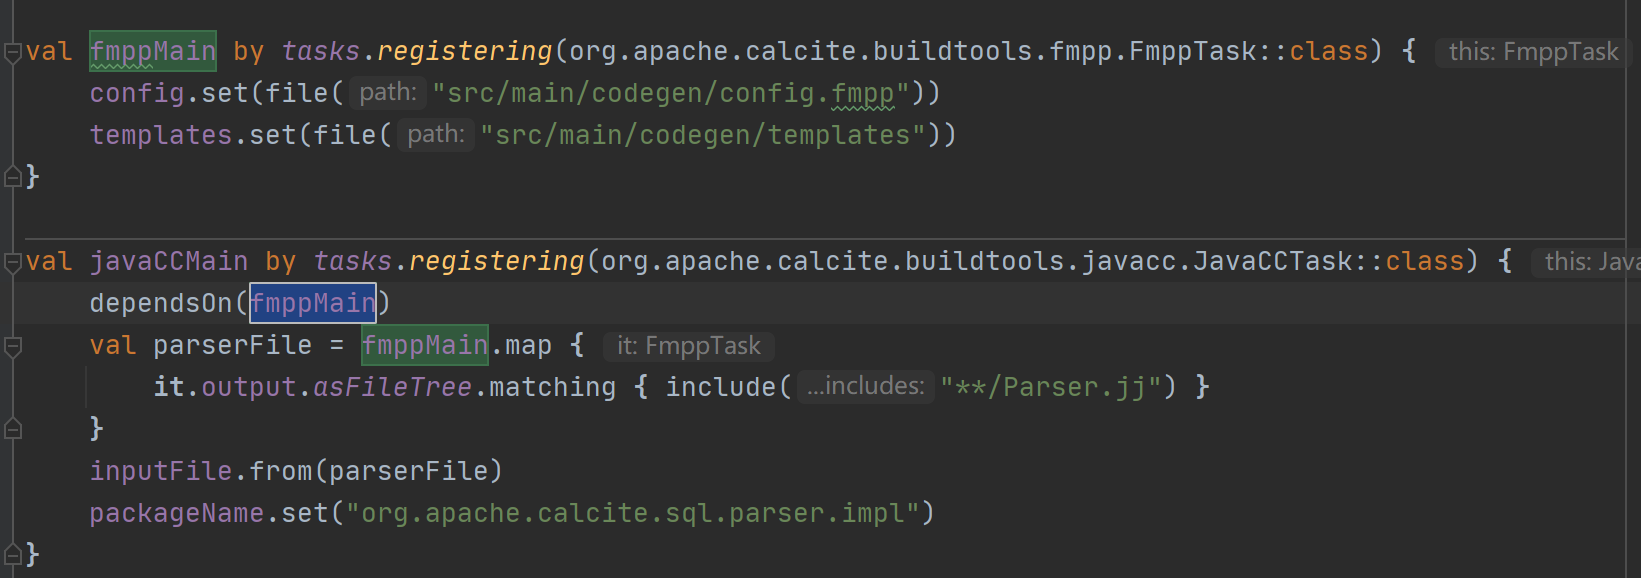 val fmppMain by tasks.registering(org.apache.calcite.buildtools.fmpp.FmppTask::class) { this: FmppTask
config.set(file( path: "src/main/codegen/config.fmpp"))
templates.set(file( path: "src/main/codegen/templates"))
}
val javaCCMain by tasks.registering(org.apache.calcite.buildtools.javacc.JavaCCTask::class) { this: Java
dependsOn(fmppMain)
val parserFile = fmppMain.map { it: FmppTask
it.output.asFileTree.matching { include( ...includes: "**/Parser.jj") }
}
inputFile.from(parserFile)
packageName.set("org.apache.calcite.sql.parser.impl")
}